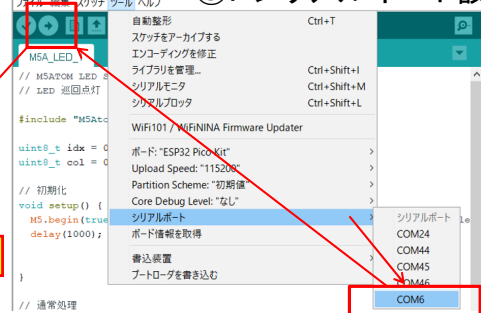 ツール
M5A_LED_
// M5ATOM LED S
// LED 巡回点灯
#include "M5Ato
uint8_t idx = 0
uint8_t col = 0
// 初期化
void setup() {
M5.begin(true
delay(1000);
}
// 通常処理
自動整形 Ctrl+T
スケッチをアーカイブする
エンコーディングを修正
ライブラリを管理... Ctrl+Shift+I
シリアルモニタ Ctrl+Shift+M
シリアルプロッタ Ctrl+Shift+L
WiFi101 / WiFiNINA Firmware Updater
ボード: "ESP32 Pico Kit"
Upload Speed: "115200"
Partition Scheme: "初期値"
Core Debug Level: "なし"
シリアルポート
ボード情報を取得
書込装置
ブートローダを書き込む
シリアルポート
COM24
COM44
COM45
COM46
COM6
le